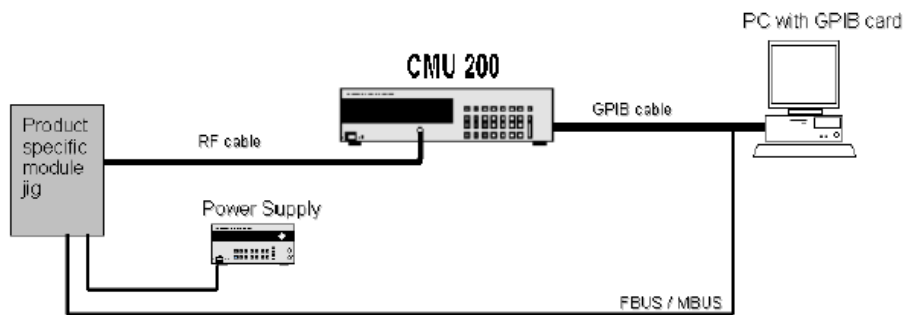 PC with GPIB card
CMU 200
GPIB cable
Product
specific
module
jig
RF cable
Power Supply
FBUS / MBUS